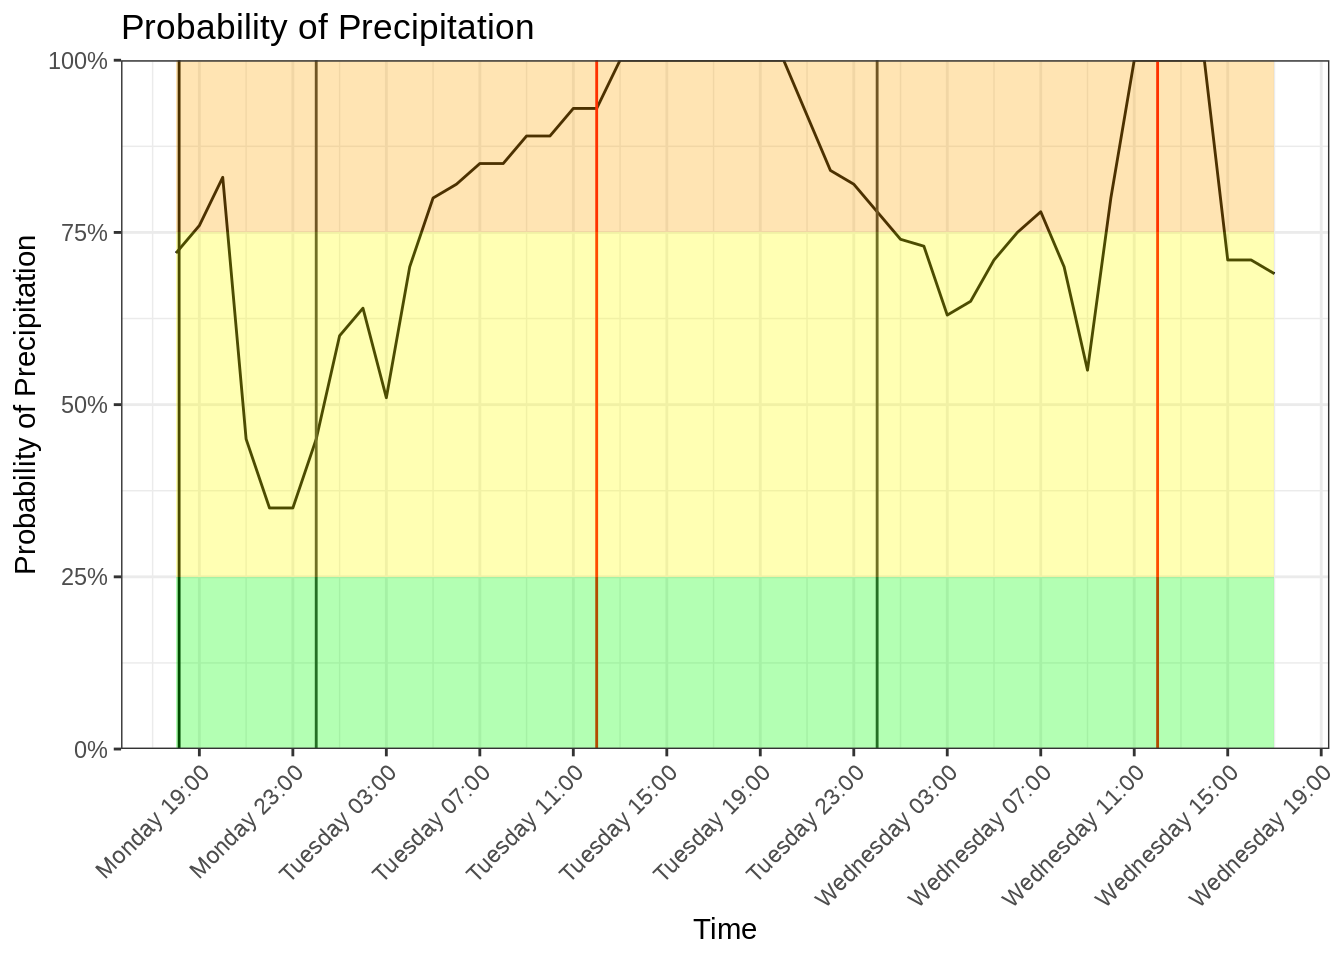 Probability of Precipitation
Probability of Precipitation
100%
75%
50%
25%
0%
Monday 19:00
Monday 23:00
Tuesday 03:00
Tuesday 07:00
Tuesday 11:00
Tuesday 15:00
Tuesday 19:00
Tuesday 23:00
Wednesday 03:00
Wednesday 07:00
Wednesday 11:00
Wednesday 15:00
Wednesday 19:00
Time